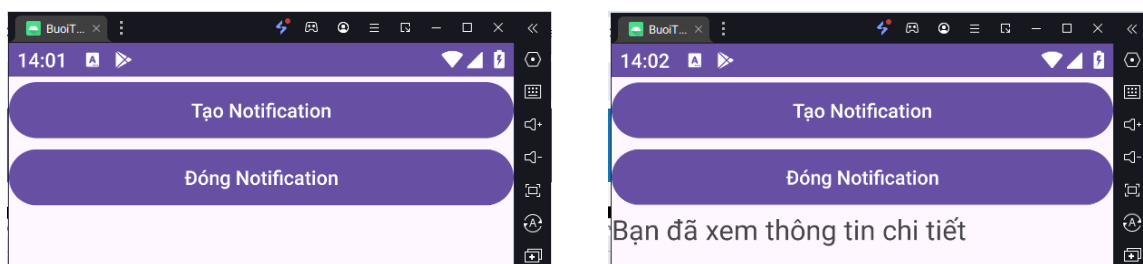 BuoiT...
14:01
Tạo Notification
Đóng Notification
BuoiT...
14:02
Tạo Notification
Đóng Notification
Bạn đã xem thông tin chi tiết